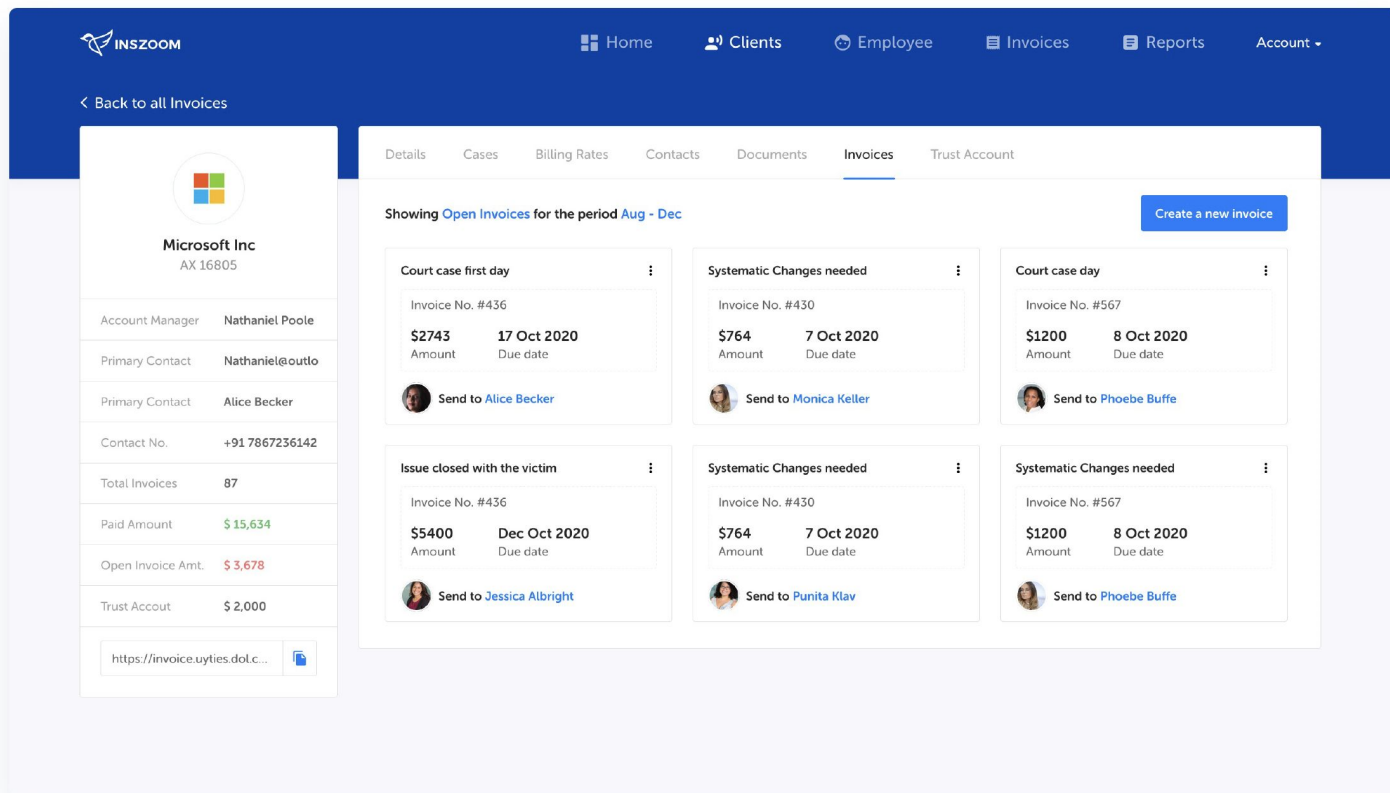 INSZOOM
Home
Clients
Employee
Invoices
Reports
Account
Back to all Invoices
Microsoft Inc
AX 16805
Account Manager Nathaniel Poole
Primary Contact Nathaniel@outlo
Primary Contact Alice Becker
Contact No. +91 7867236142
Total Invoices 87
Paid Amount $ 15,634
Open Invoice Amt. $ 3,678
Trust Accout $ 2,000
https://invoice.uyties.dol.c...
Details Cases Billing Rates Contacts Documents Invoices Trust Account
Showing Open Invoices for the period Aug - Dec
Create a new invoice
Court case first day
Invoice No. #436
$2743 17 Oct 2020
Amount Due date
Send to Alice Becker
Systematic Changes needed
Invoice No. #430
$764 7 Oct 2020
Amount Due date
Send to Monica Keller
Court case day
Invoice No. #567
$1200 8 Oct 2020
Amount Due date
Send to Phoebe Buffe
Issue closed with the victim
Invoice No. #436
$5400 Dec Oct 2020
Amount Due date
Send to Jessica Albright
Systematic Changes needed
Invoice No. #430
$764 7 Oct 2020
Amount Due date
Send to Punita Klav
Systematic Changes needed
Invoice No. #567
$1200 8 Oct 2020
Amount Due date
Send to Phoebe Buffe